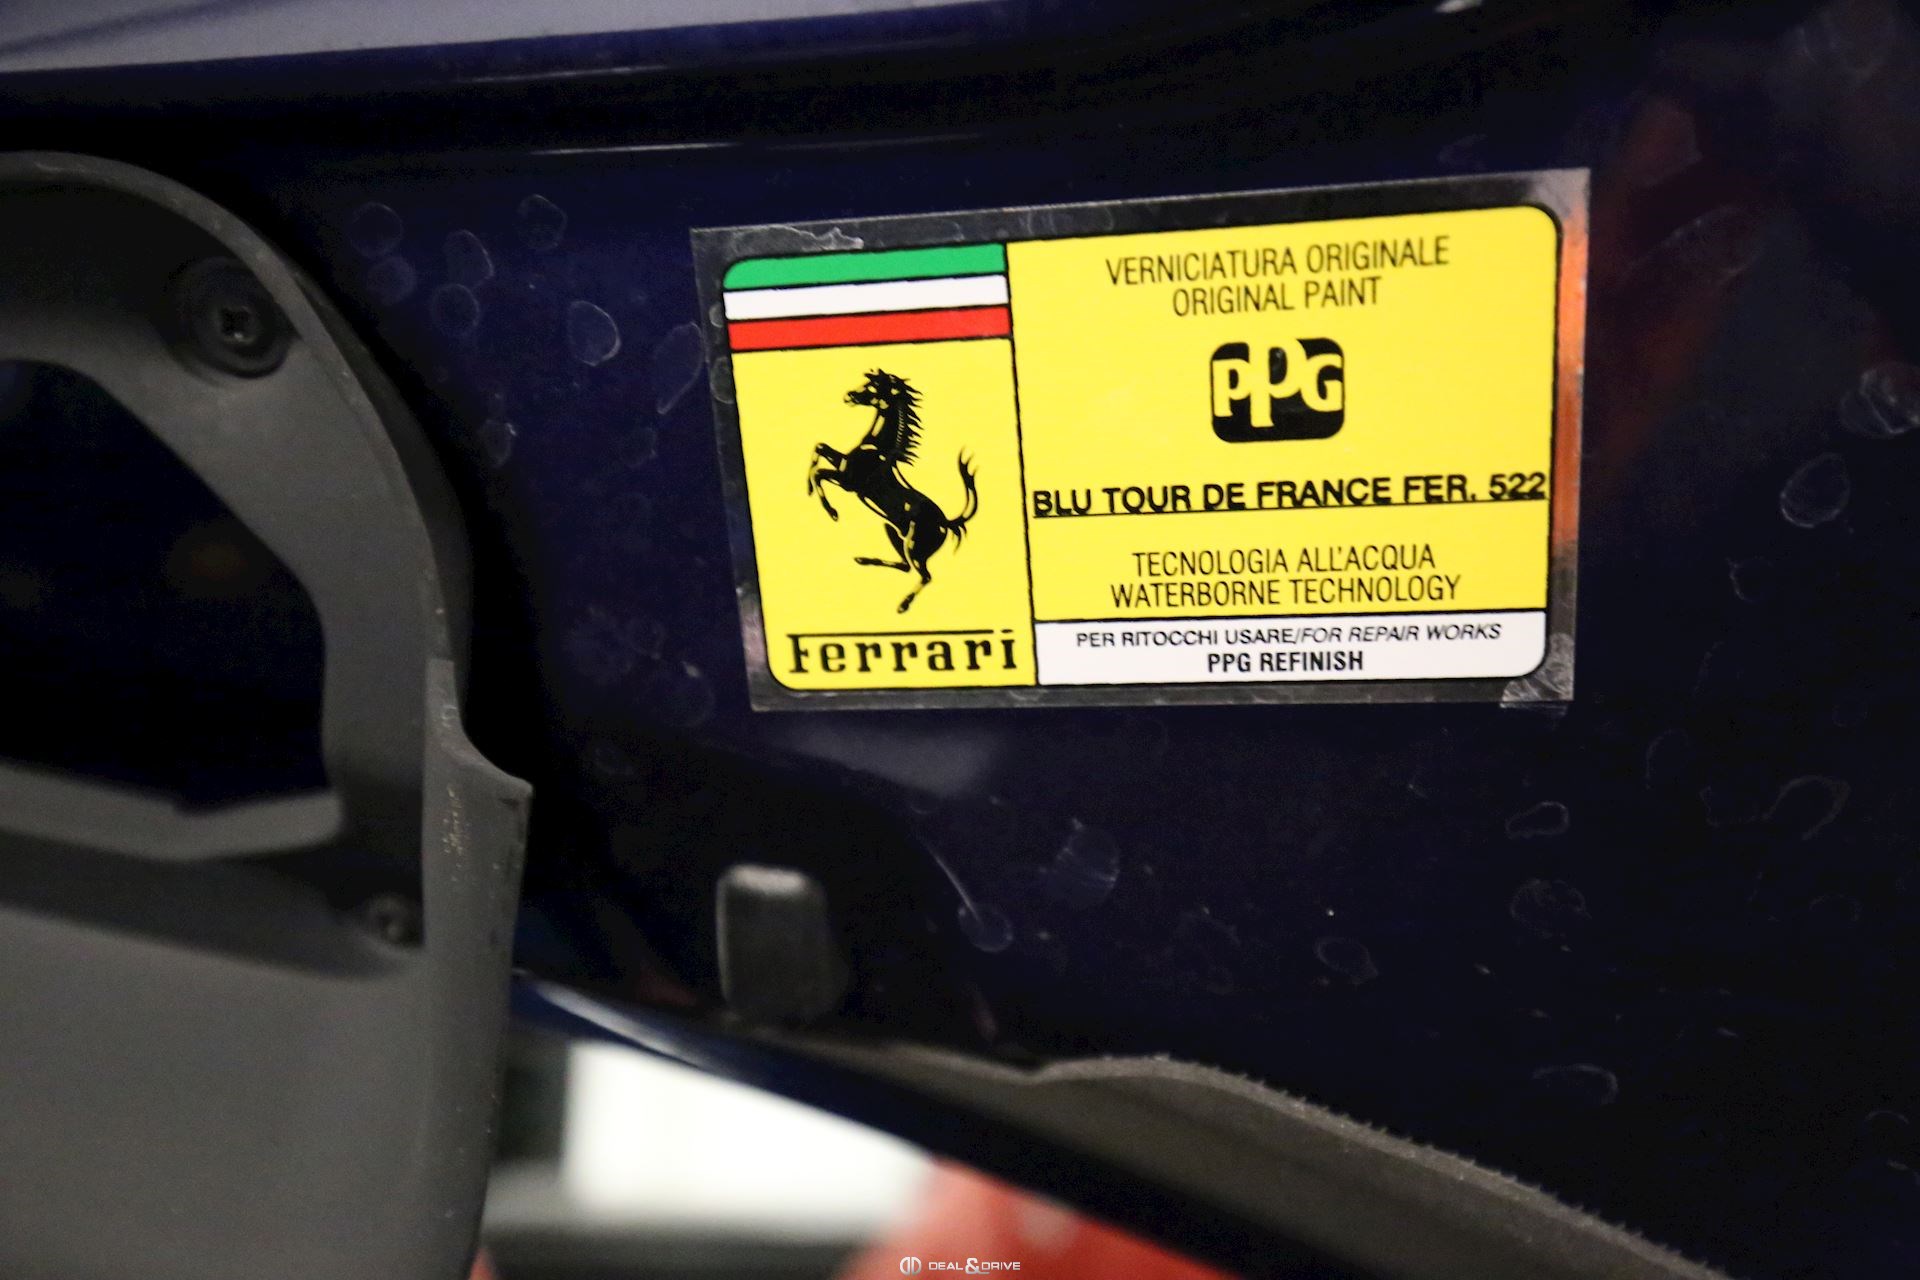 VERNICIATURA ORIGINALE
ORIGINAL PAINT
PPG
BLU TOUR DE FRANCE FER. 522
TECNOLOGIA ALL'ACQUA
WATERBORNE TECHNOLOGY
Ferrari
PER RITOCCHI USARE/FOR REPAIR WORKS
PPG REFINISH
DEAL&DRIVE